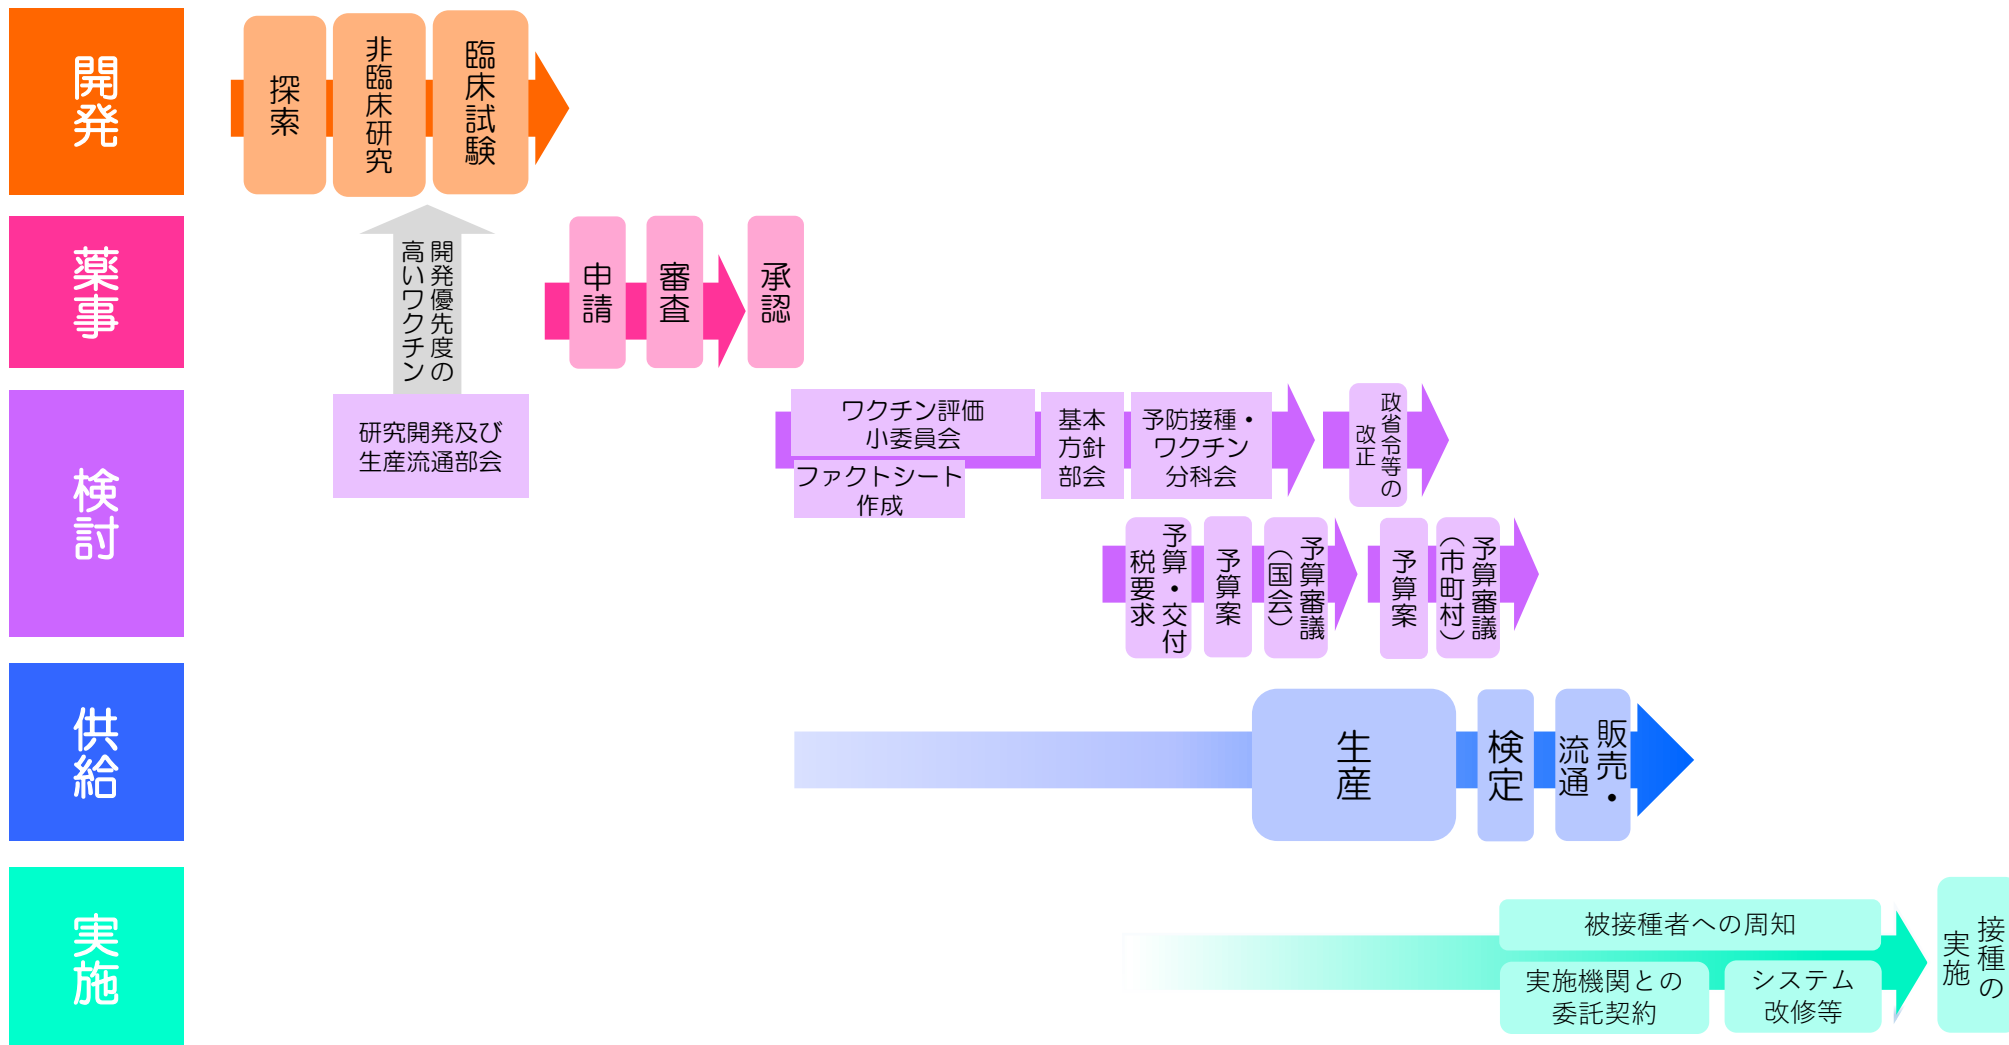 開発
探索
非臨床研究
臨床試験
薬事
開発優先度の
高いワクチン
申請
審査
承認
検討
研究開発及び
生産流通部会
ワクチン評価
小委員会
ファクトシート
作成
基本
方針
部会
予防接種・
ワクチン
分科会
政省令等の
改正
予算・交付
税要求
予算案
予算審議
（国会）
予算案
予算審議
（市町村）
供給
生産
検定
販売・
流通
実施
被接種者への周知
実施機関との
委託契約
システム
改修等
接種の
実施